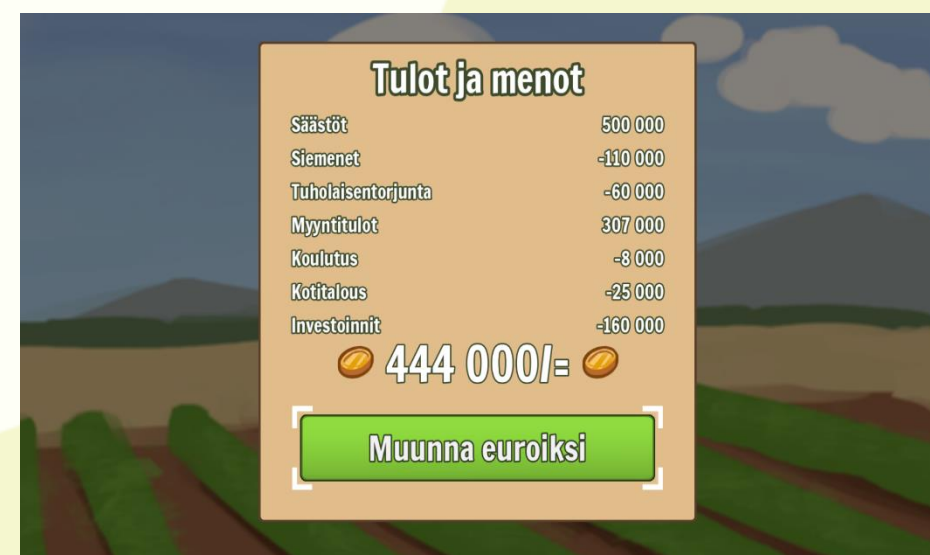 Tulot ja menot
Säästöt 500 000
Siemenet -110 000
Tuholaisentorjunta -60 000
Myyntitulot 307 000
Koulutus -8 000
Kotitalous -25 000
Investoinnit -160 000
444 000/=
Muunna euroiksi